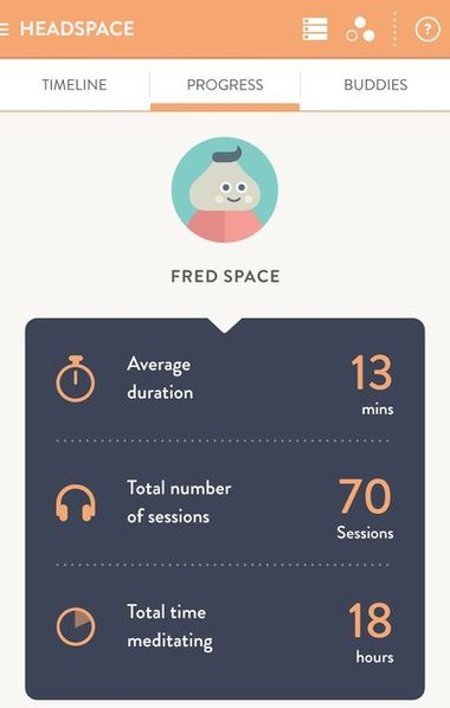 HEADSPACE
?
TIMELINE
PROGRESS
BUDDIES
FRED SPACE
Average
duration
13
mins
Total number
of sessions
70
Sessions
Total time
meditating
18
hours